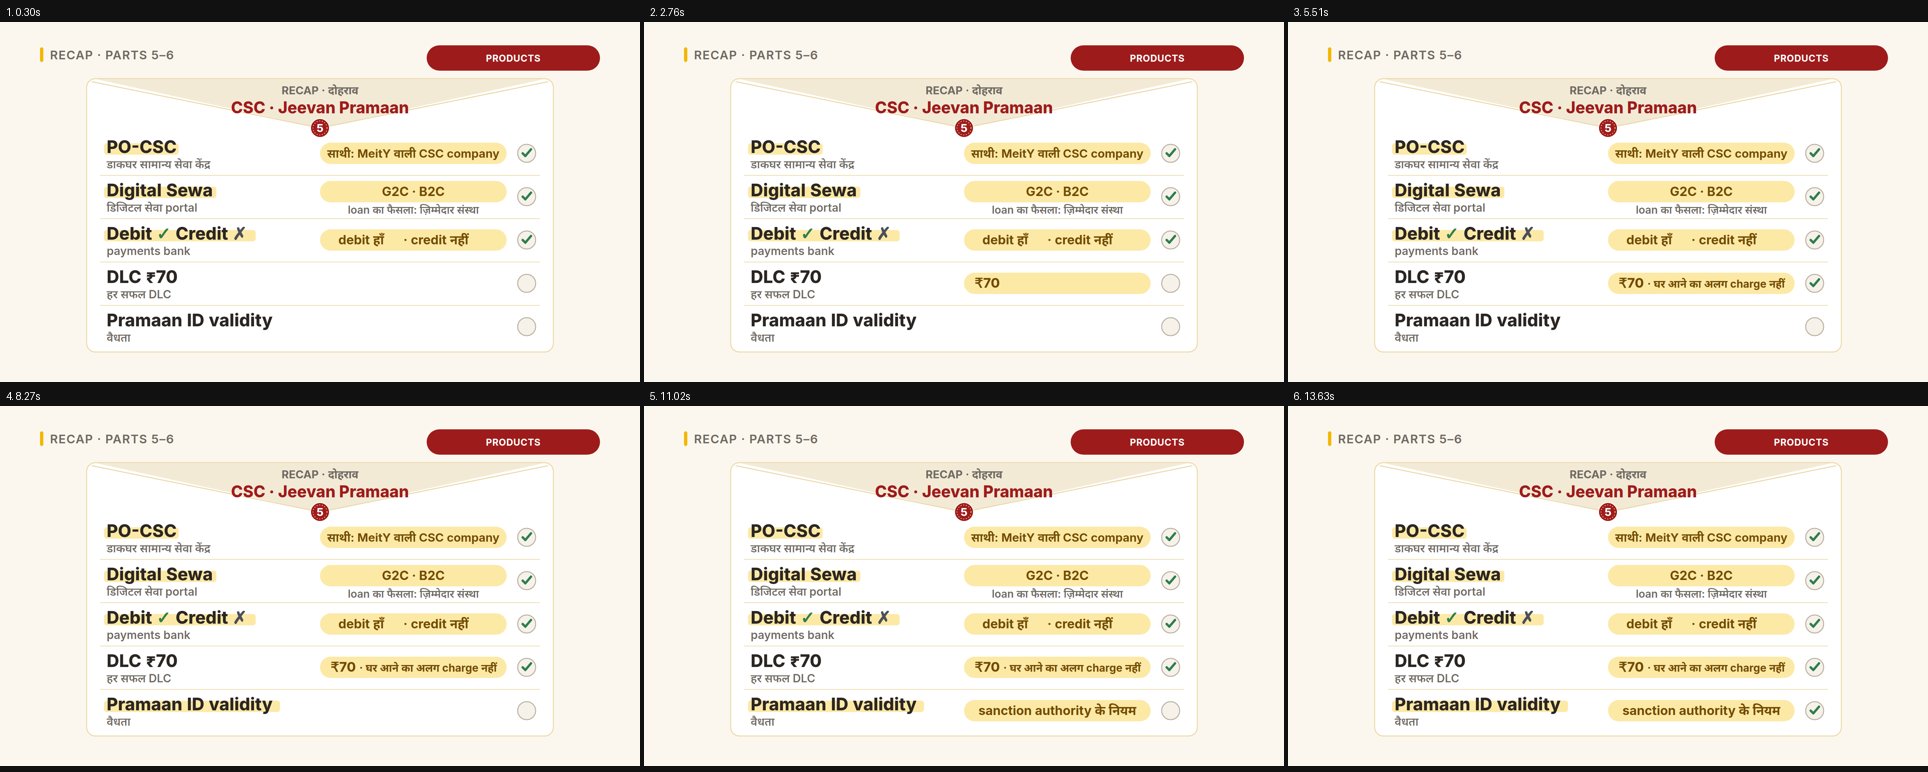 1. 0.30s
RECAP · PARTS 5–6
PRODUCTS
RECAP · दोहराव
CSC · Jeevan Pramaan
5
PO-CSC
डाकघर सामान्य सेवा केंद्र
साथी: MeitY वाली CSC company
Digital Sewa
डिजिटल सेवा portal
G2C · B2C
loan का फैसला: ज़िम्मेदार संस्था
Debit ✓ Credit ✗
payments bank
debit हाँ · credit नहीं
DLC ₹70
हर सफल DLC
Pramaan ID validity
वैधता
2. 2.76s
RECAP · PARTS 5–6
PRODUCTS
RECAP · दोहराव
CSC · Jeevan Pramaan
5
PO-CSC
डाकघर सामान्य सेवा केंद्र
साथी: MeitY वाली CSC company
Digital Sewa
डिजिटल सेवा portal
G2C · B2C
loan का फैसला: ज़िम्मेदार संस्था
Debit ✓ Credit ✗
payments bank
debit हाँ · credit नहीं
DLC ₹70
हर सफल DLC
₹70
Pramaan ID validity
वैधता
3. 5.51s
RECAP · PARTS 5–6
PRODUCTS
RECAP · दोहराव
CSC · Jeevan Pramaan
5
PO-CSC
डाकघर सामान्य सेवा केंद्र
साथी: MeitY वाली CSC company
Digital Sewa
डिजिटल सेवा portal
G2C · B2C
loan का फैसला: ज़िम्मेदार संस्था
Debit ✓ Credit ✗
payments bank
debit हाँ · credit नहीं
DLC ₹70
हर सफल DLC
₹70 · घर आने का अलग charge नहीं
Pramaan ID validity
वैधता
4. 8.27s
RECAP · PARTS 5–6
PRODUCTS
RECAP · दोहराव
CSC · Jeevan Pramaan
5
PO-CSC
डाकघर सामान्य सेवा केंद्र
साथी: MeitY वाली CSC company
Digital Sewa
डिजिटल सेवा portal
G2C · B2C
loan का फैसला: ज़िम्मेदार संस्था
Debit ✓ Credit ✗
payments bank
debit हाँ · credit नहीं
DLC ₹70
हर सफल DLC
₹70 · घर आने का अलग charge नहीं
Pramaan ID validity
वैधता
5. 11.02s
RECAP · PARTS 5–6
PRODUCTS
RECAP · दोहराव
CSC · Jeevan Pramaan
5
PO-CSC
डाकघर सामान्य सेवा केंद्र
साथी: MeitY वाली CSC company
Digital Sewa
डिजिटल सेवा portal
G2C · B2C
loan का फैसला: ज़िम्मेदार संस्था
Debit ✓ Credit ✗
payments bank
debit हाँ · credit नहीं
DLC ₹70
हर सफल DLC
₹70 · घर आने का अलग charge नहीं
Pramaan ID validity
वैधता
sanction authority के नियम
6. 13.63s
RECAP · PARTS 5–6
PRODUCTS
RECAP · दोहराव
CSC · Jeevan Pramaan
5
PO-CSC
डाकघर सामान्य सेवा केंद्र
साथी: MeitY वाली CSC company
Digital Sewa
डिजिटल सेवा portal
G2C · B2C
loan का फैसला: ज़िम्मेदार संस्था
Debit ✓ Credit ✗
payments bank
debit हाँ · credit नहीं
DLC ₹70
हर सफल DLC
₹70 · घर आने का अलग charge नहीं
Pramaan ID validity
वैधता
sanction authority के नियम